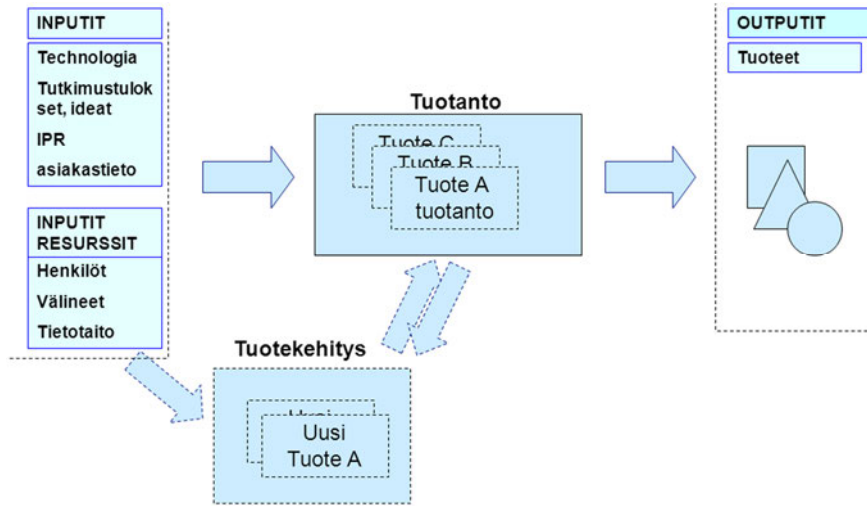 INPUTIT
Technologia
Tutkimustulok
set, ideat
IPR
asiakastieto
INPUTIT
RESURSSIT
Henkilöt
Välineet
Tietotaito
Tuotanto
Tuote C
Tuote B
Tuote A
tuotanto
Tuotekehitys
Uusi
Uusi
Tuote A
OUTPUTIT
Tuoteet